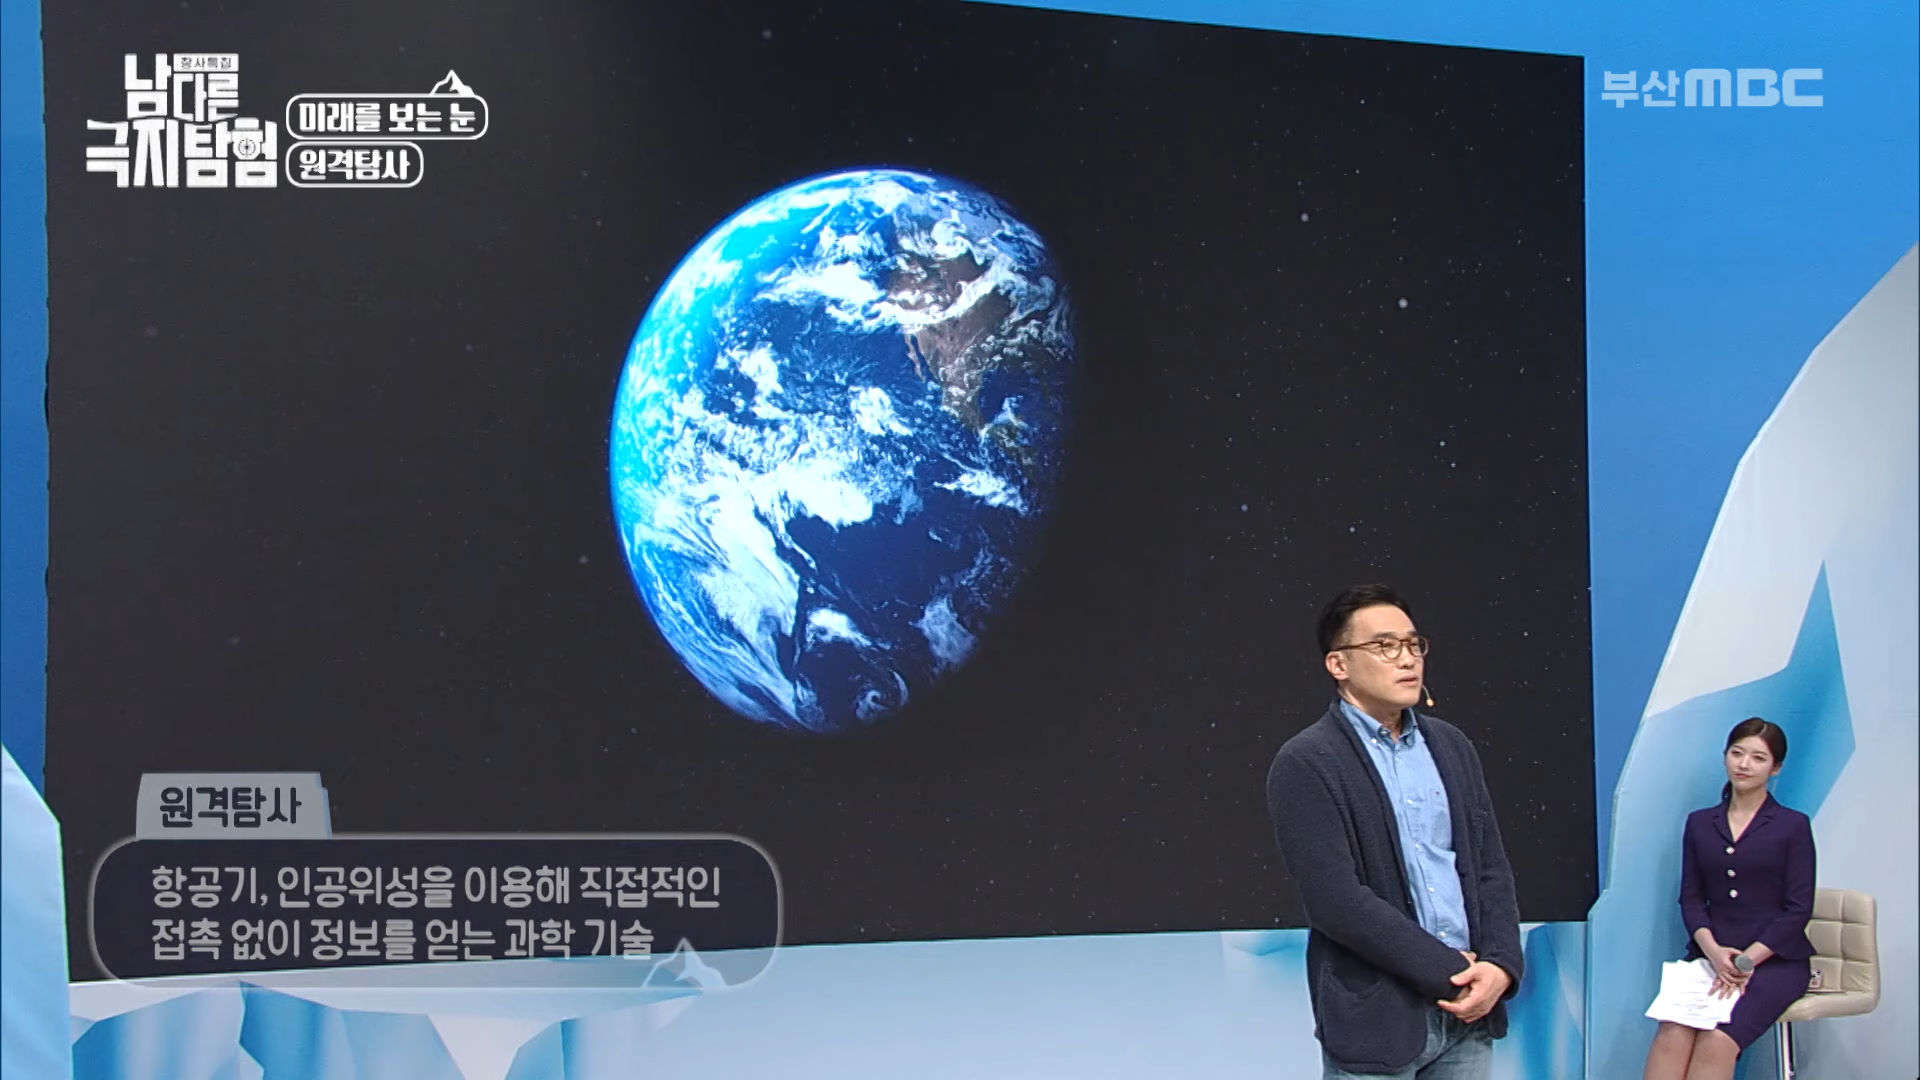 창사특집
남다른
극지탐험
미래를 보는 눈
원격탐사
부산MBC
원격탐사
항공기, 인공위성을 이용해 직접적인
접촉 없이 정보를 얻는 과학 기술